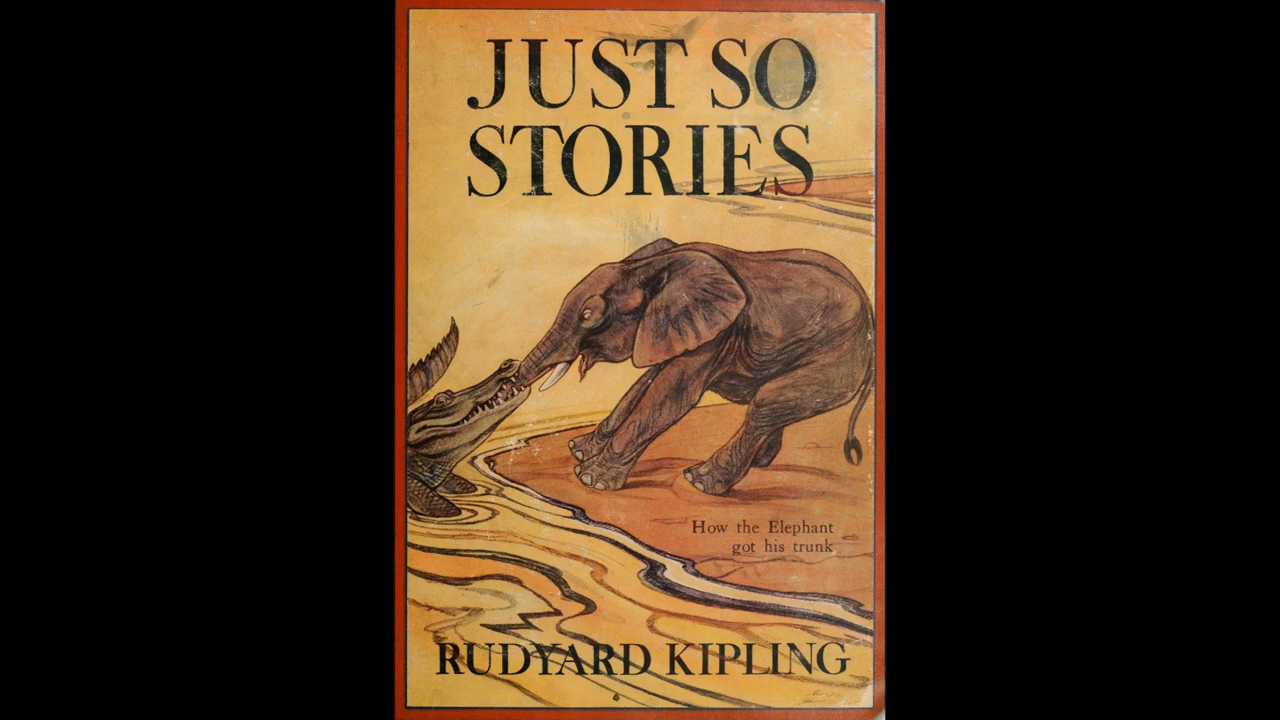 JUST SO
STORIES
How the Elephant
got his trunk
RUDYARD KIPLING